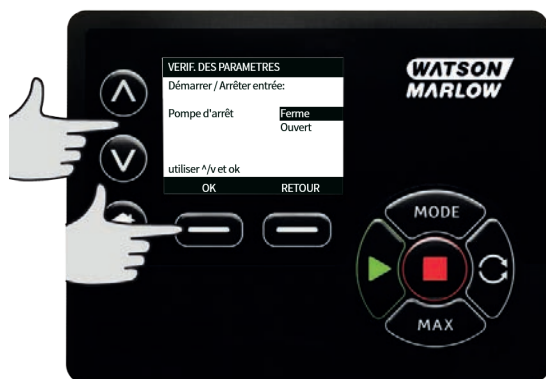 VERIF. DES PARAMETRES
Démarrer / Arrêter entrée:
Pompe d'arrêt Ferme
Ouvert
utiliser ^/v et ok
OK RETOUR
WATSON
MARLOW
MODE
MAX